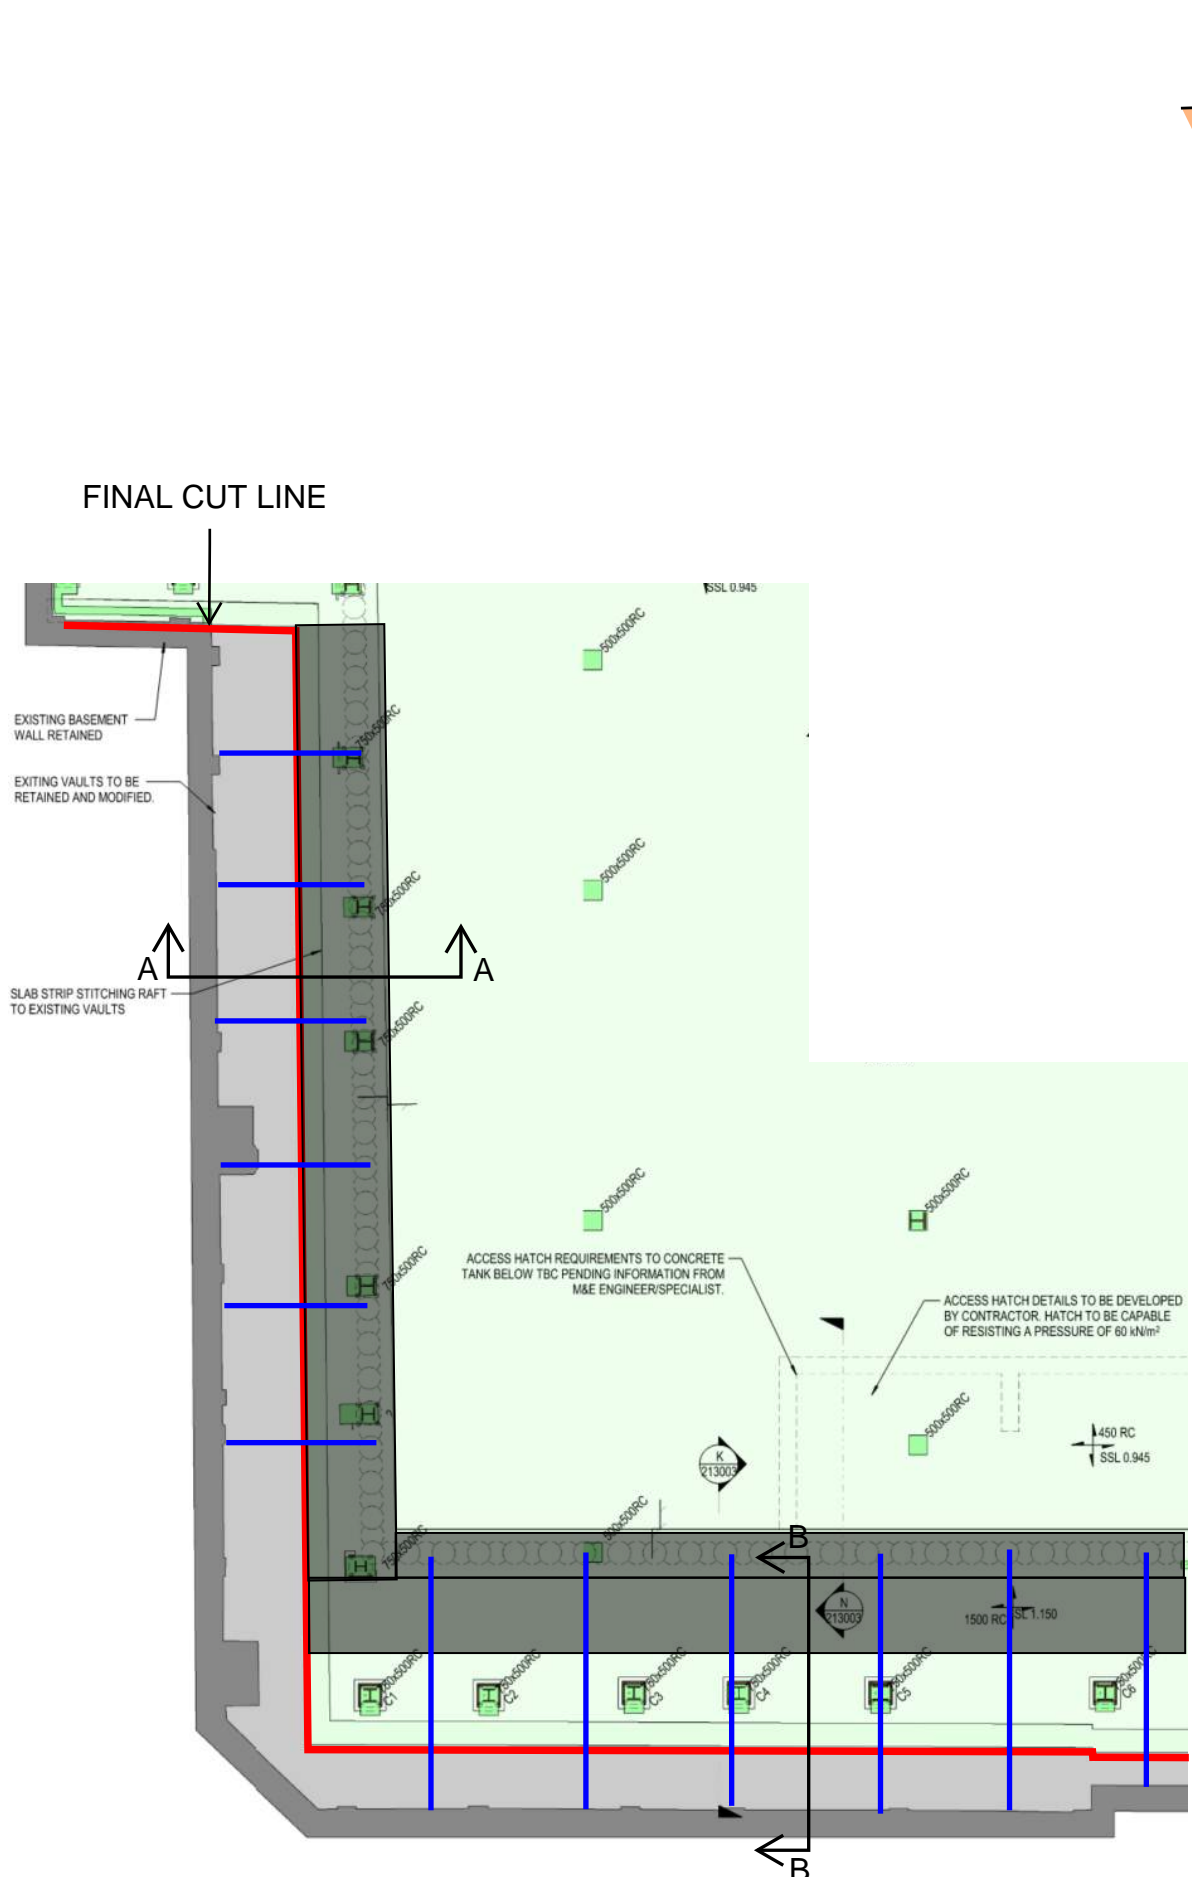 FINAL CUT LINE
SSL 0.945
500x500RC
EXISTING BASEMENT
WALL RETAINED
750x500RC
EXITING VAULTS TO BE
RETAINED AND MODIFIED.
500x500RC
750x500RC
A
A
SLAB STRIP STITCHING RAFT
TO EXISTING VAULTS
750x500RC
500x500RC
500x500RC
ACCESS HATCH REQUIREMENTS TO CONCRETE
TANK BELOW TBC PENDING INFORMATION FROM
M&E ENGINEER/SPECIALIST.
750x500RC
ACCESS HATCH DETAILS TO BE DEVELOPED
BY CONTRACTOR. HATCH TO BE CAPABLE
OF RESISTING A PRESSURE OF 60 kN/m²
500x500RC
450 RC
SSL 0.945
K
213003
500x500RC
750x500RC
B
N
213003
1500 RC
SSL 1.150
C1
C2
C3
C4
C5
C6
B